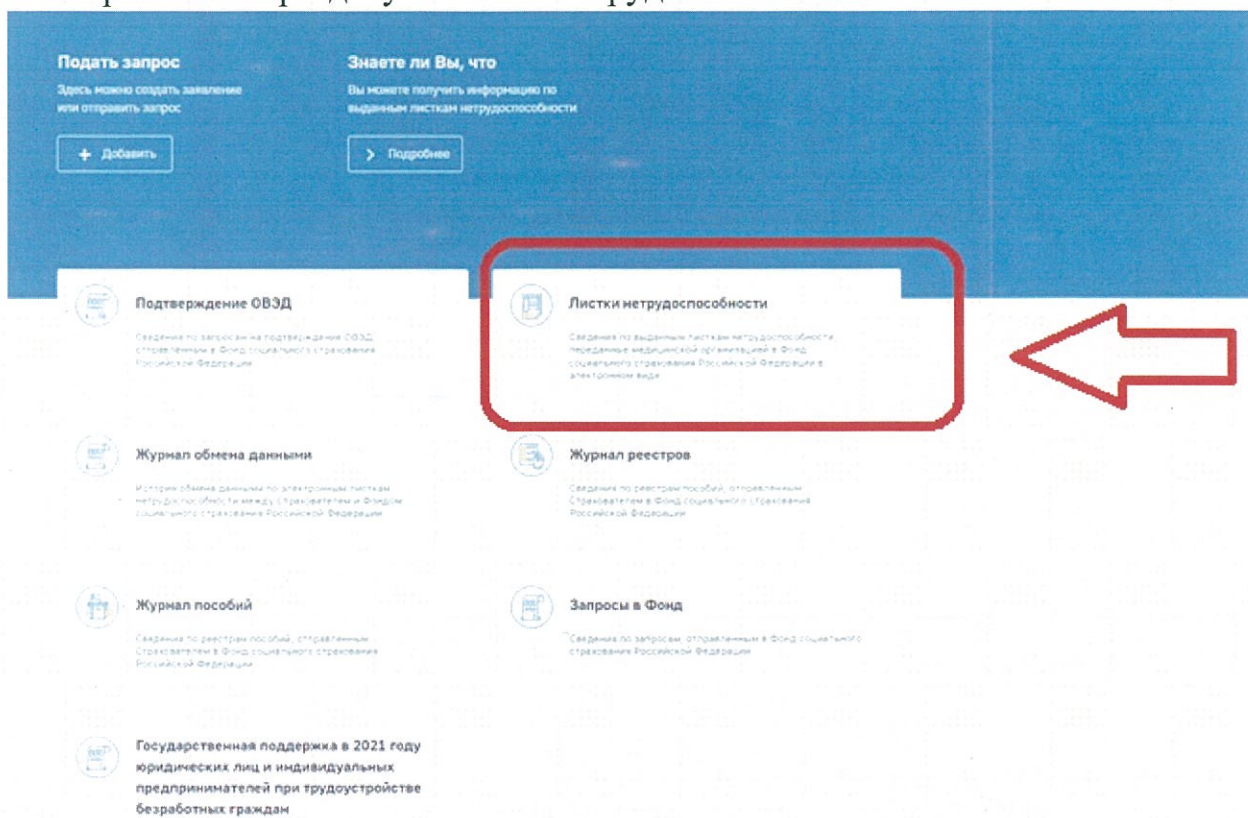 Подать запрос
Здесь можно создать заявление
или отправить запрос
+ Добавить
Знаете ли Вы, что
Вы можете получить информацию по
выданным листкам нетрудоспособности
Подробнее
Подтверждение ОВЭД
Сведения по запросам на подтверждение ОВЭД,
отправленным в Фонд социального страхования
Российской Федерации
Листки нетрудоспособности
Сведения по выданным листкам нетрудоспособности,
переданные медицинской организацией в Фонд
социального страхования Российской Федерации в
электронном виде
Журнал обмена данными
История обмена данными по электронным листкам
нетрудоспособности между Страхователем и Фондом
социального страхования Российской Федерации
Журнал реестров
Сведения по реестрам пособий, отправленным
Страхователем в Фонд социального страхования
Российской Федерации
Журнал пособий
Сведения по реестрам пособий, отправленным
Страхователем в Фонд социального страхования
Российской Федерации
Запросы в Фонд
Сведения по запросам, отправленным в Фонд социального
страхования Российской Федерации
Государственная поддержка в 2021 году
юридических лиц и индивидуальных
предпринимателей при трудоустройстве
безработных граждан